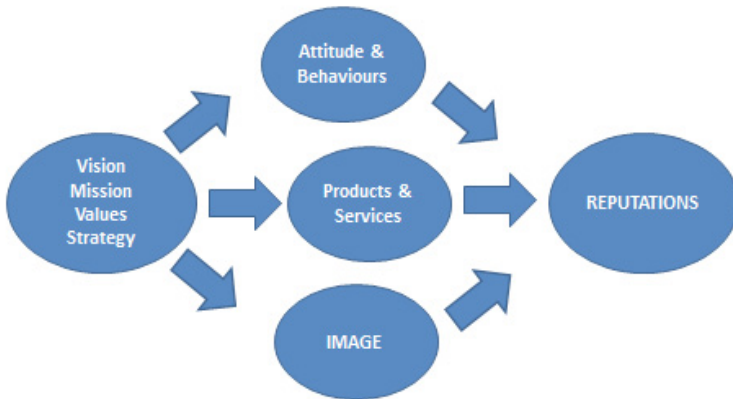 Attitude &
Behaviours
Vision
Mission
Values
Strategy
Products &
Services
REPUTATIONS
IMAGE